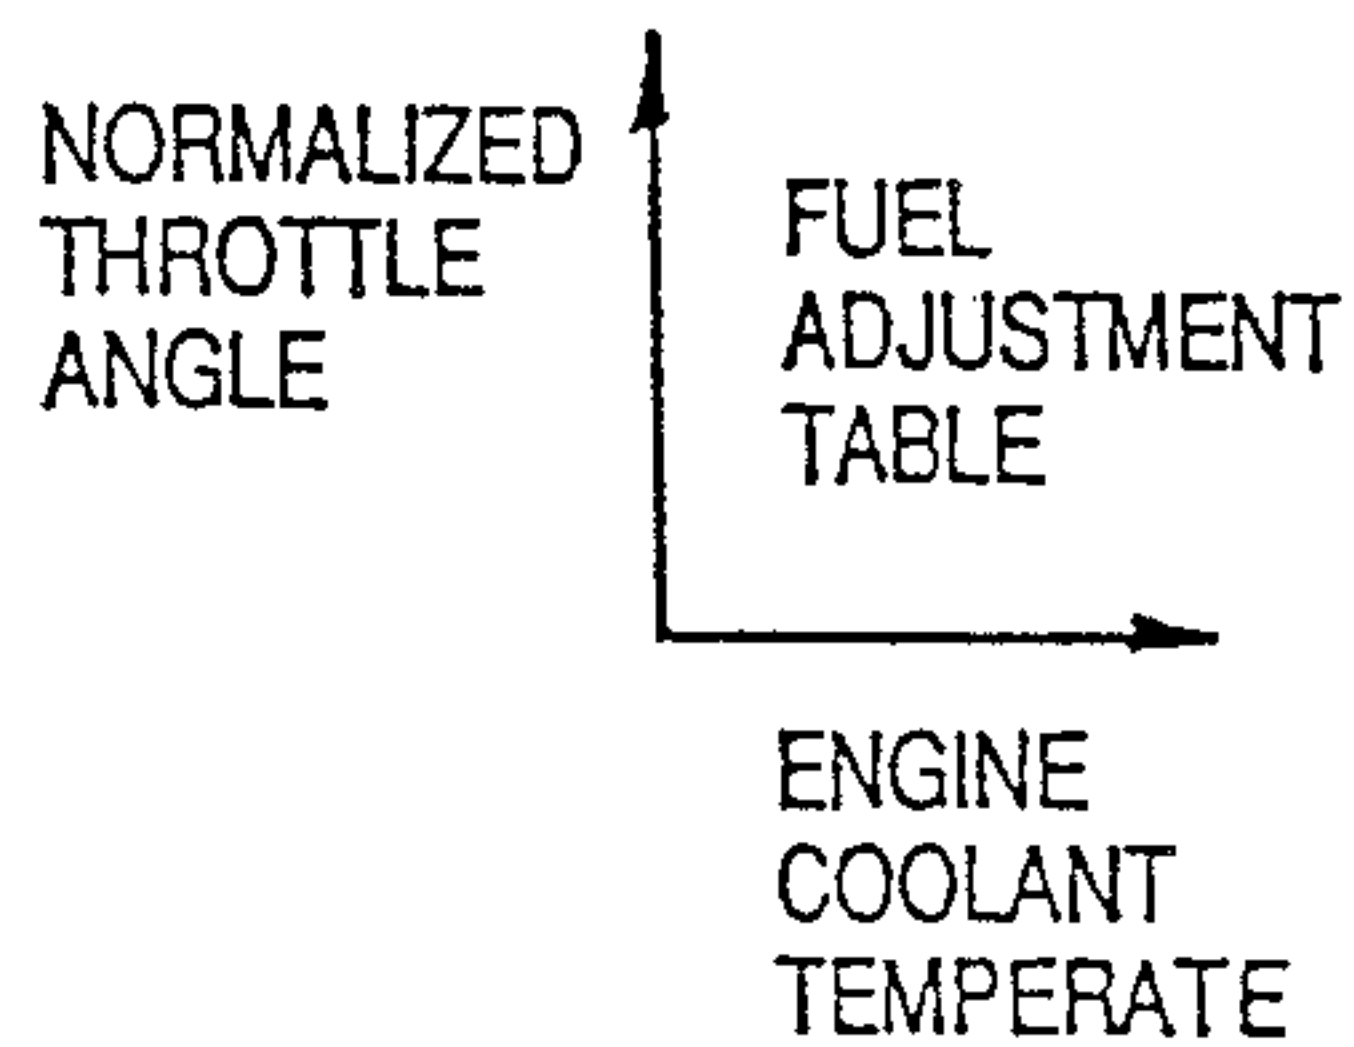 NORMALIZED
THROTTLE
ANGLE
FUEL
ADJUSTMENT
TABLE
ENGINE
COOLANT
TEMPERATE